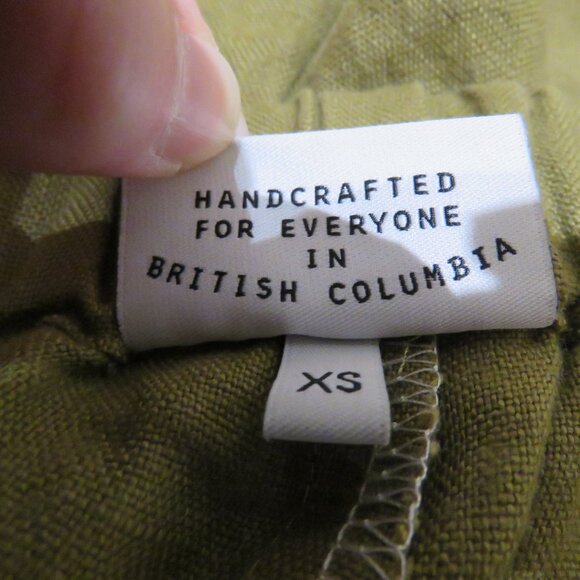 HANDCRAFTED
FOR EVERYONE
IN
BRITISH COLUMBIA
XS